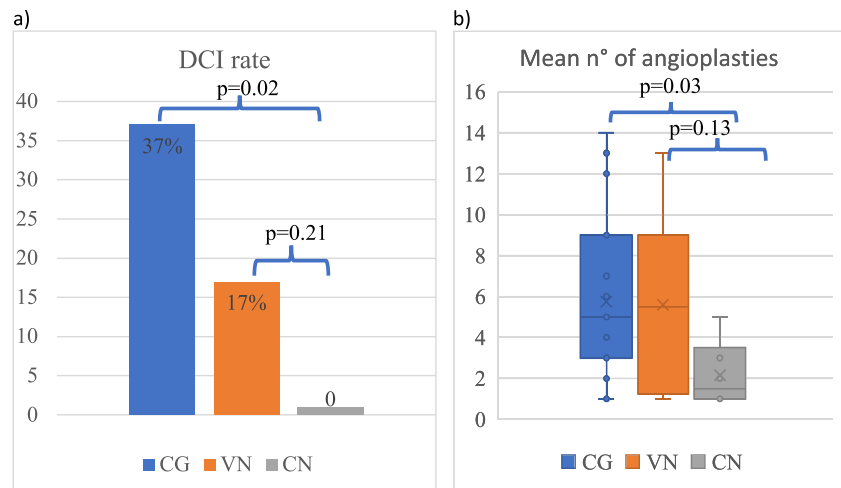 a)
DCI rate
p=0.02
40
35
30
25
20
15
10
5
0
37%
p=0.21
17%
0
CG VN CN
b)
Mean n° of angioplasties
p=0.03
p=0.13
16
14
12
10
8
6
4
2
0
CG VN CN